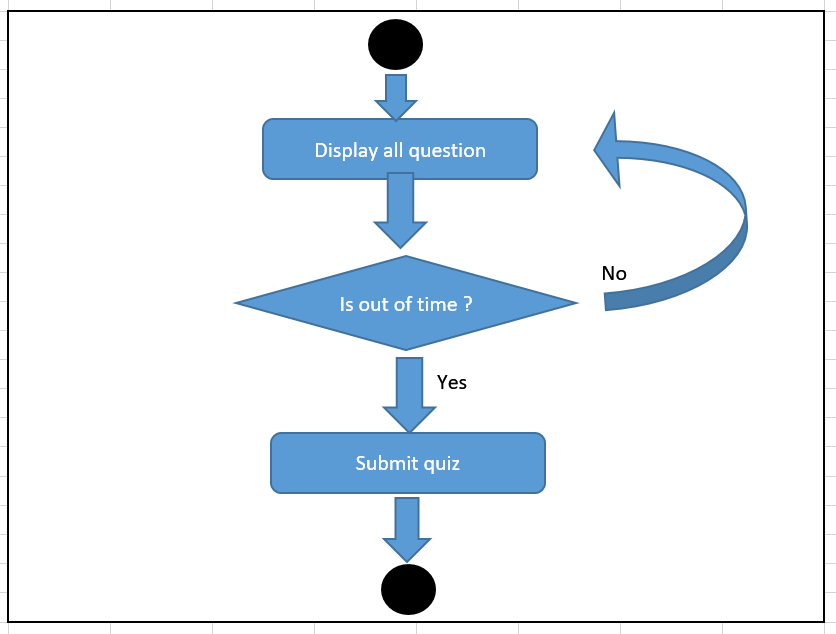 Display all question
Is out of time ?
No
Yes
Submit quiz